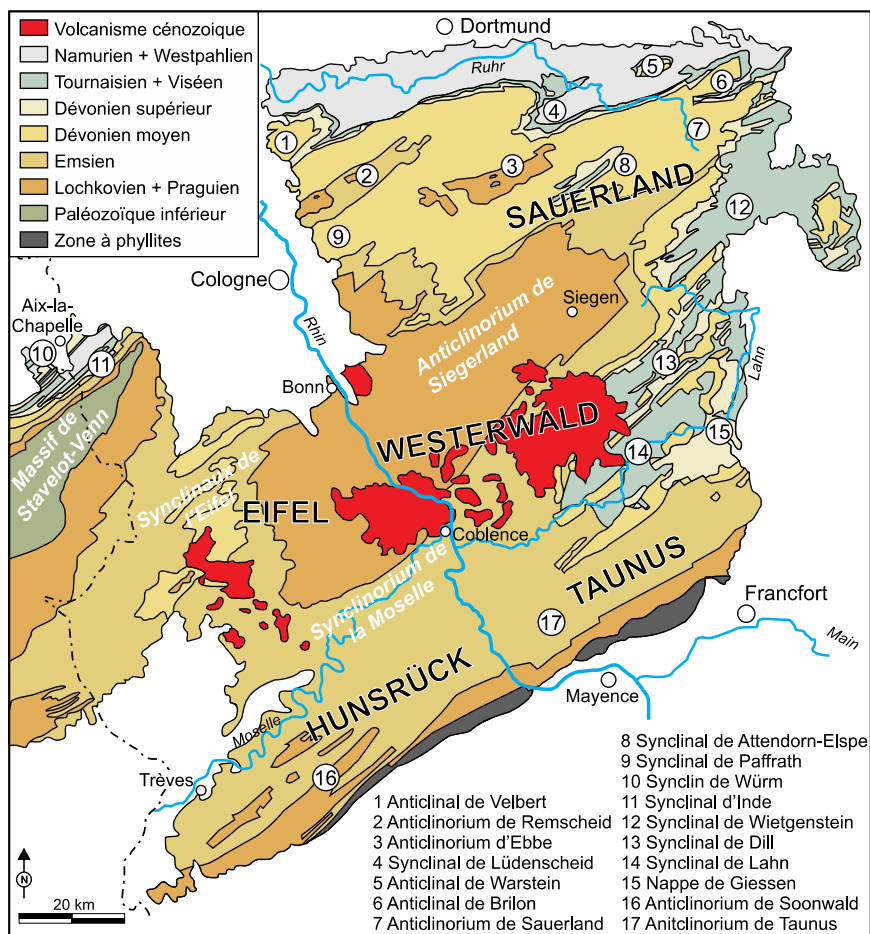 Volcanisme cénozoique
Namurien + Westpahlien
Tournaisien + Viséen
Dévonien supérieur
Dévonien moyen
Emsien
Lochkovien + Praguien
Paléozoïque inférieur
Zone à phyllites
Dortmund
Ruhr
5
6
4
7
1
2
3
8
SAUERLAND
12
9
Cologne
Rhin
Siegen
Aix-la-
Chapelle
10
11
Anticlinorium de
Siegerland
13
Lahn
Bonn
WESTERWALD
15
14
Massif de
Stavelot-Venn
Synclinaux de
l'Eifel
EIFEL
Coblence
Synclinorium de
la Moselle
TAUNUS
17
Francfort
Main
Mayence
HUNSRÜCK
Moselle
Trèves
16
N
20 km
1 Anticlinal de Velbert
2 Anticlinorium de Remscheid
3 Anticlinorium d'Ebbe
4 Synclinal de Lüdenscheid
5 Anticlinal de Warstein
6 Anticlinal de Brilon
7 Anticlinorium de Sauerland
8 Synclinal de Attendorn-Elspe
9 Synclinal de Paffrath
10 Synclin de Würm
11 Synclinal d'Inde
12 Synclinal de Wietgenstein
13 Synclinal de Dill
14 Synclinal de Lahn
15 Nappe de Giessen
16 Anticlinorium de Soonwald
17 Anitclinorium de Taunus